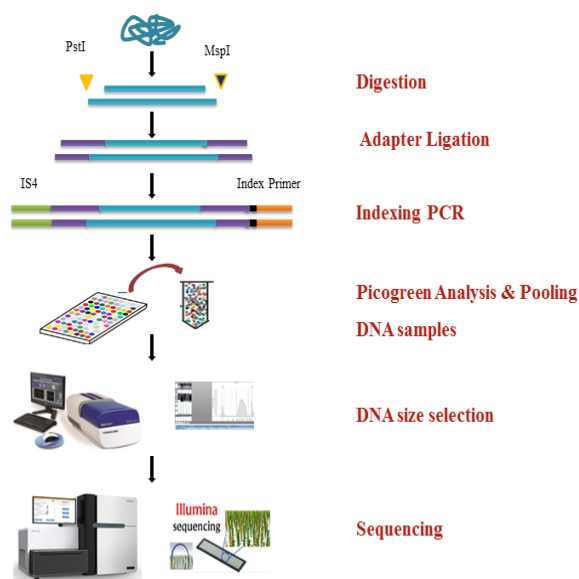 PstI
MspI
Digestion
Adapter Ligation
IS4
Index Primer
Indexing PCR
Picogreen Analysis & Pooling
DNA samples
DNA size selection
Illumina
sequencing
Sequencing